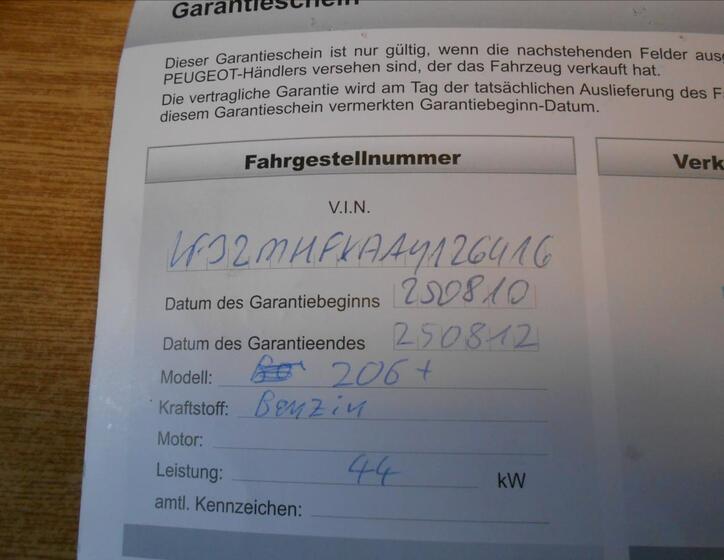 Garantieschein
Dieser Garantieschein ist nur gültig, wenn die nachstehenden Felder
PEUGEOT-Händlers versehen sind, der das Fahrzeug verkauft hat.
Die vertragliche Garantie wird am Tag der tatsächlichen Auslieferung des
diesem Garantieschein vermerkten Garantiebeginn-Datum.
Fahrgestellnummer
Verk
V.I.N.
VF32MHFXAAY126416
Datum des Garantiebeginns 250810
Datum des Garantieendes 250812
Modell: 206+
Kraftstoff: Benzin
Motor:
Leistung: 44 kW
amtl. Kennzeichen: